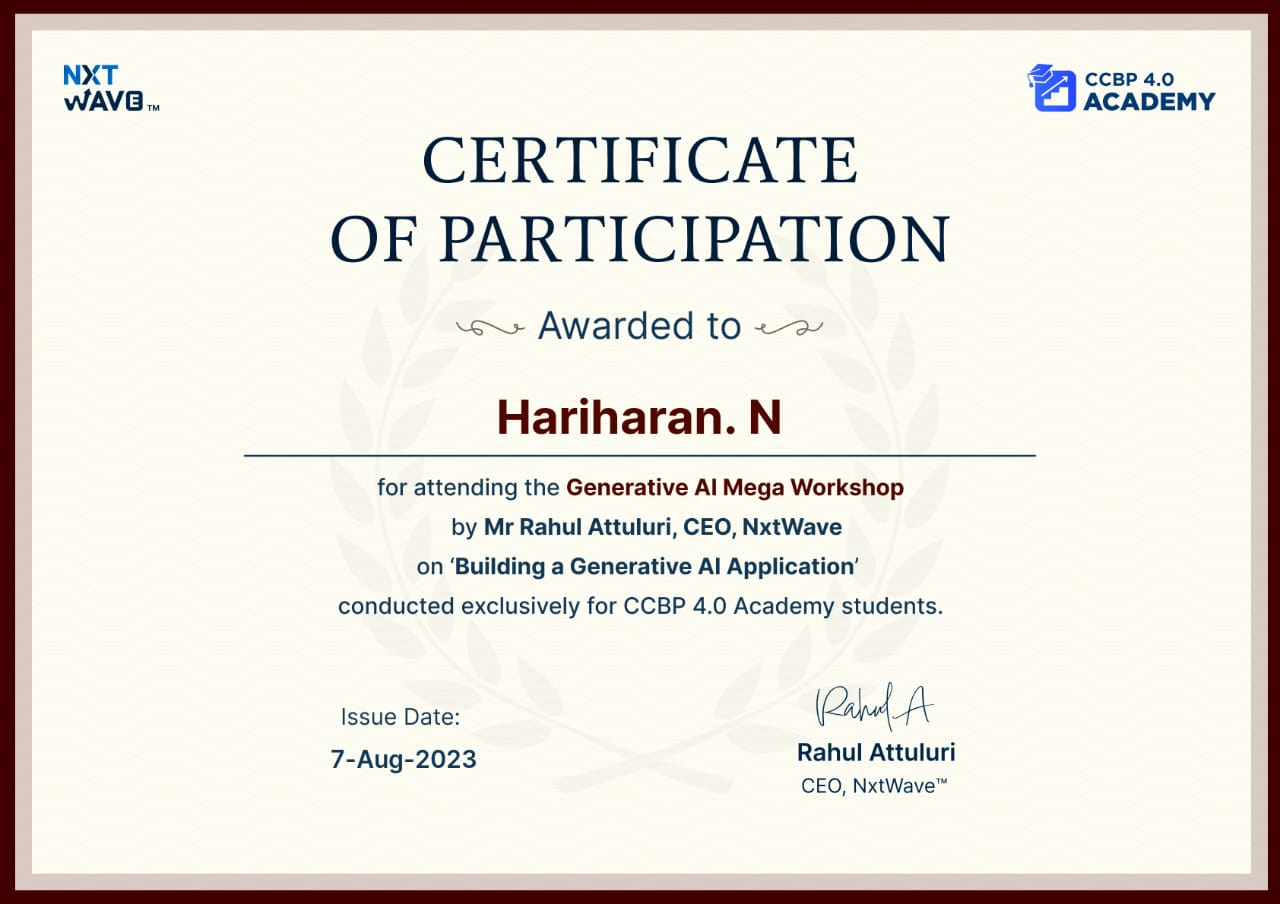 NXT
WAVE™
CCBP 4.0
ACADEMY
CERTIFICATE
OF PARTICIPATION
Awarded to
Hariharan. N
for attending the Generative AI Mega Workshop
by Mr Rahul Attuluri, CEO, NxtWave
on ‘Building a Generative AI Application’
conducted exclusively for CCBP 4.0 Academy students.
Issue Date:
7-Aug-2023
Rahul A
Rahul Attuluri
CEO, NxtWave™